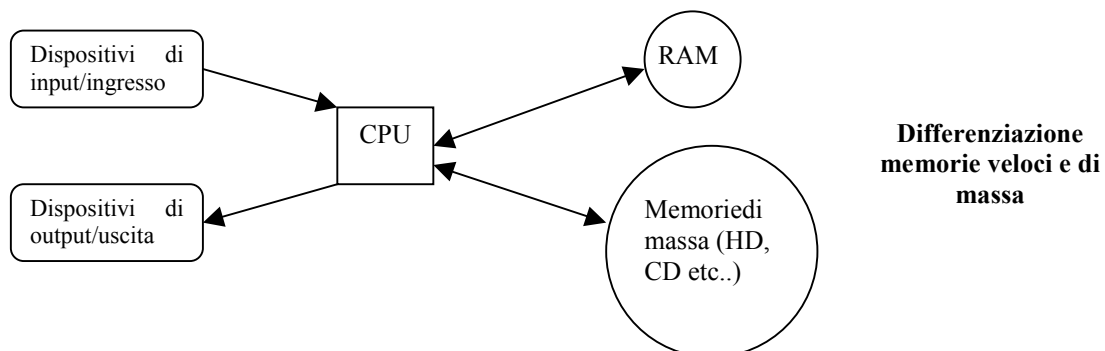 Dispositivi di
input/ingresso
RAM
CPU
Differenziazione
memorie veloci e di
massa
Dispositivi di
output/uscita
Memoriedi
massa (HD,
CD etc..)